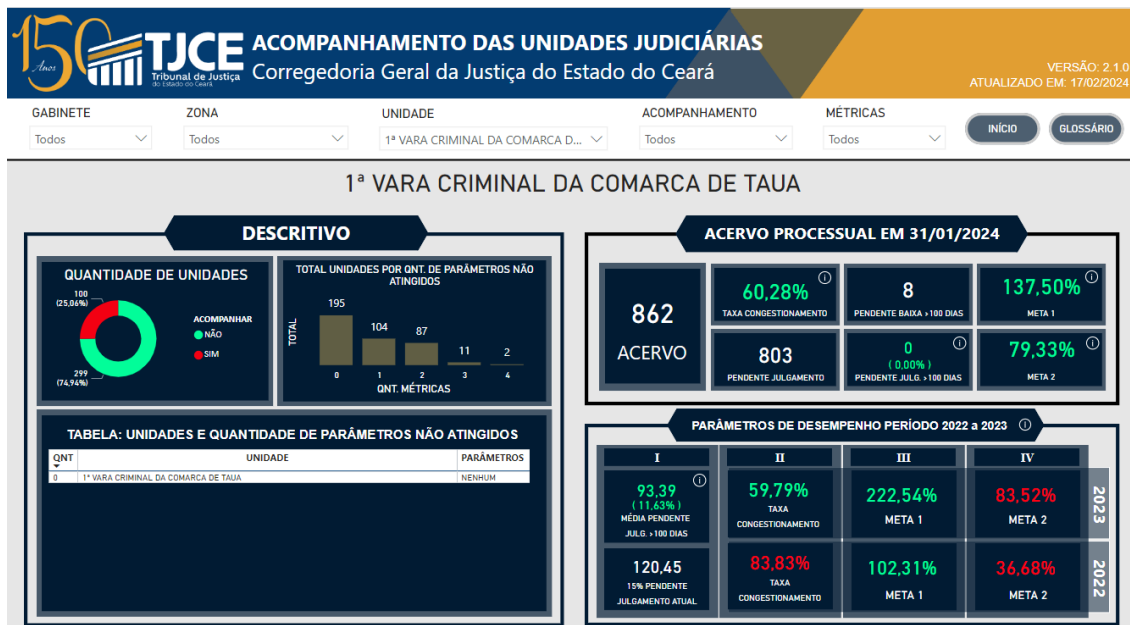 150
Anos
TJCE
Tribunal de Justiça
do Estado do Ceará
ACOMPANHAMENTO DAS UNIDADES JUDICIÁRIAS
Corregedoria Geral da Justiça do Estado do Ceará
VERSÃO: 2.1.0
ATUALIZADO EM: 17/02/2024
GABINETE
Todos
ZONA
Todos
UNIDADE
1ª VARA CRIMINAL DA COMARCA D...
ACOMPANHAMENTO
Todos
MÉTRICAS
Todos
INÍCIO
GLOSSÁRIO
1ª VARA CRIMINAL DA COMARCA DE TAUA
DESCRITIVO
QUANTIDADE DE UNIDADES
100
(25,06%)
299
(74,94%)
ACOMPANHAR
NÃO
SIM
TOTAL UNIDADES POR QNT. DE PARÂMETROS NÃO
ATINGIDOS
TOTAL
195
104
87
11
2
0 1 2 3 4
QNT. MÉTRICAS
TABELA: UNIDADES E QUANTIDADE DE PARÂMETROS NÃO ATINGIDOS
QNT UNIDADE PARÂMETROS
0 1ª VARA CRIMINAL DA COMARCA DE TAUA NENHUM
ACERVO PROCESSUAL EM 31/01/2024
862
ACERVO
60,28%
TAXA CONGESTIONAMENTO
8
PENDENTE BAIXA >100 DIAS
137,50%
META 1
803
PENDENTE JULGAMENTO
0
( 0,00% )
PENDENTE JULG. >100 DIAS
79,33%
META 2
PARÂMETROS DE DESEMPENHO PERÍODO 2022 a 2023
I
II
III
IV
93,39
( 11,63% )
MÉDIA PENDENTE
JULG. >100 DIAS
59,79%
TAXA
CONGESTIONAMENTO
222,54%
META 1
83,52%
META 2
2023
120,45
15% PENDENTE
JULGAMENTO ATUAL
83,83%
TAXA
CONGESTIONAMENTO
102,31%
META 1
36,68%
META 2
2022